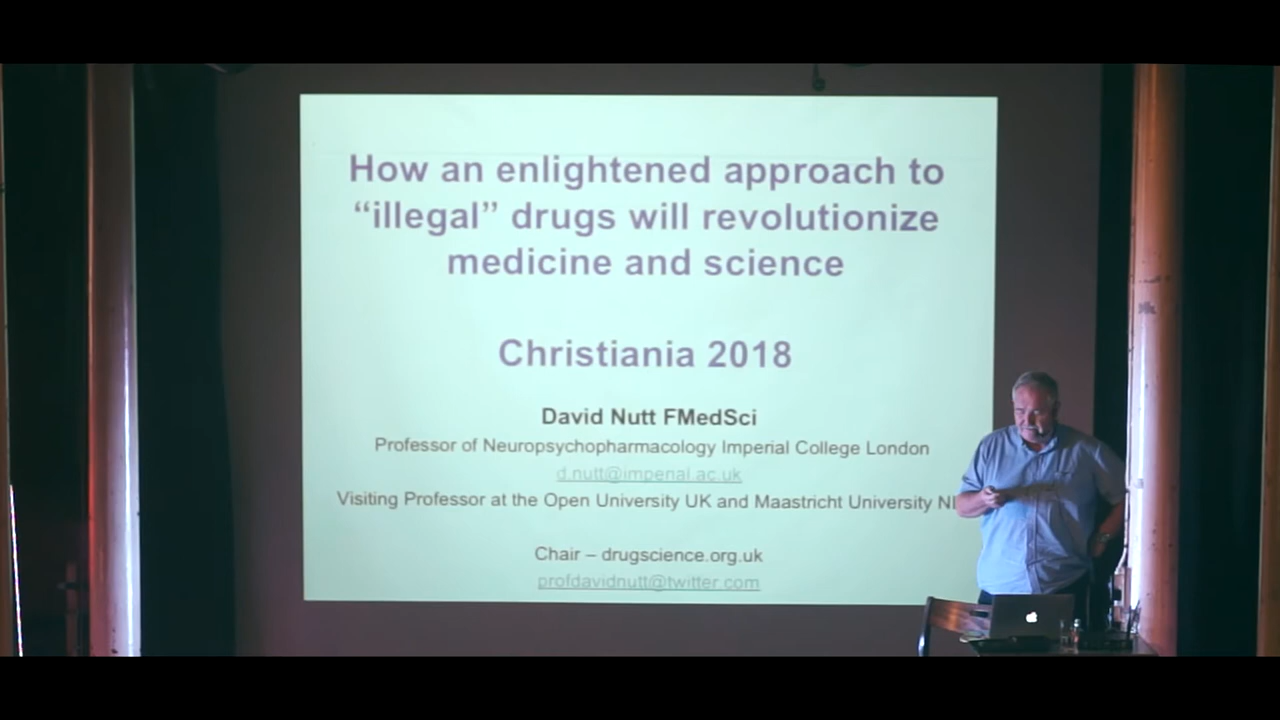 How an enlightened approach to
“illegal” drugs will revolutionize
medicine and science
Christiania 2018
David Nutt FMedSci
Professor of Neuropsychopharmacology Imperial College London
d.nutt@imperial.ac.uk
Visiting Professor at the Open University UK and Maastricht University
Chair – drugscience.org.uk
profdavidnutt@twitter.com